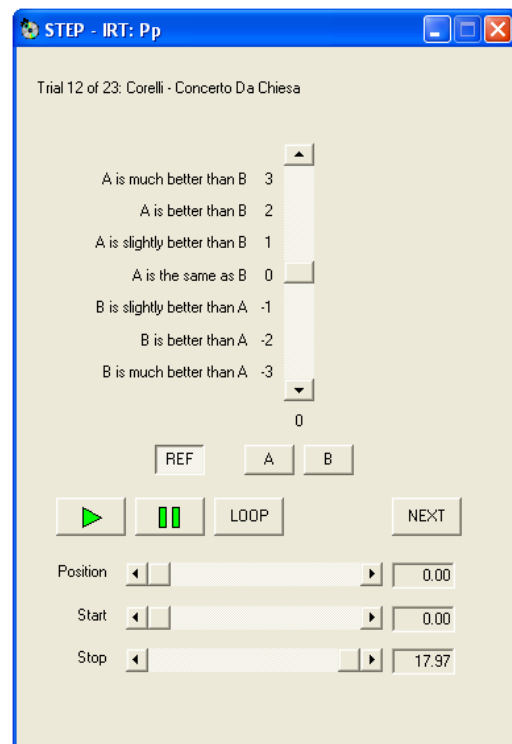 STEP - IRT: Pp
Trial 12 of 23: Corelli - Concerto Da Chiesa
A is much better than B 3
A is better than B 2
A is slightly better than B 1
A is the same as B 0
B is slightly better than A -1
B is better than A -2
B is much better than A -3
0
REF A B
LOOP NEXT
Position 0.00
Start 0.00
Stop 17.97